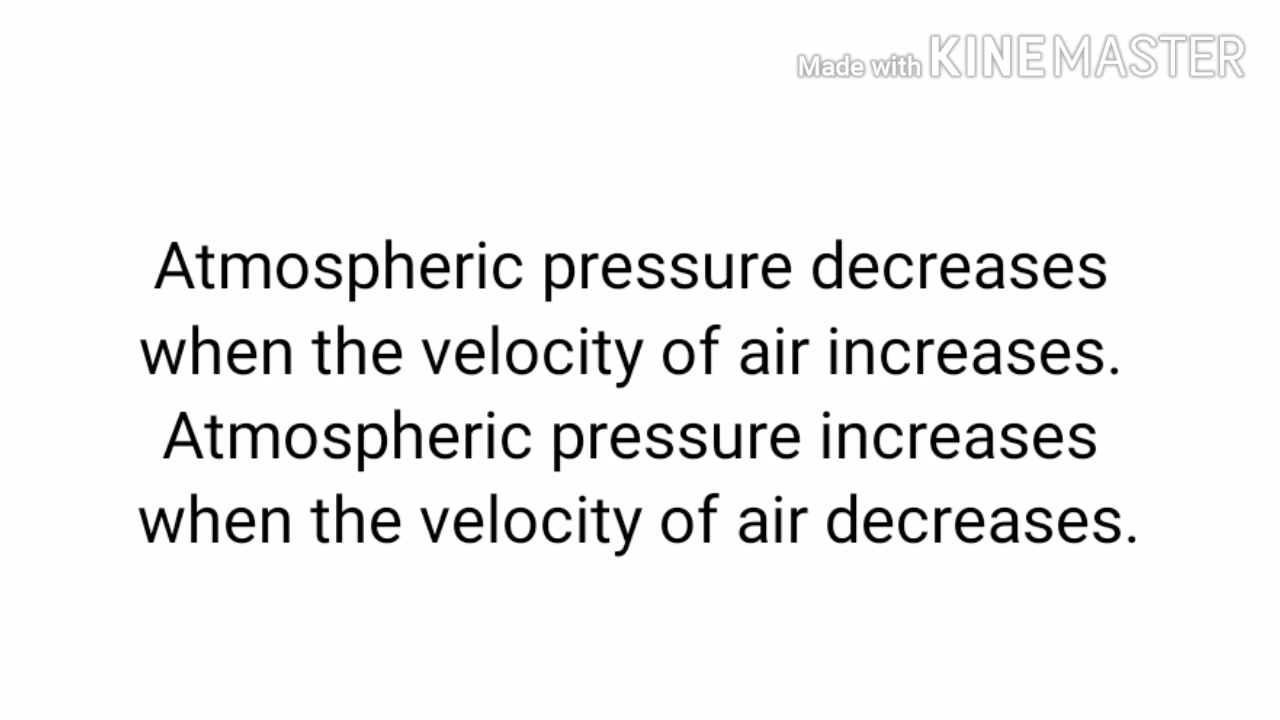 Made with KINEMASTER
Atmospheric pressure decreases
when the velocity of air increases.
Atmospheric pressure increases
when the velocity of air decreases.